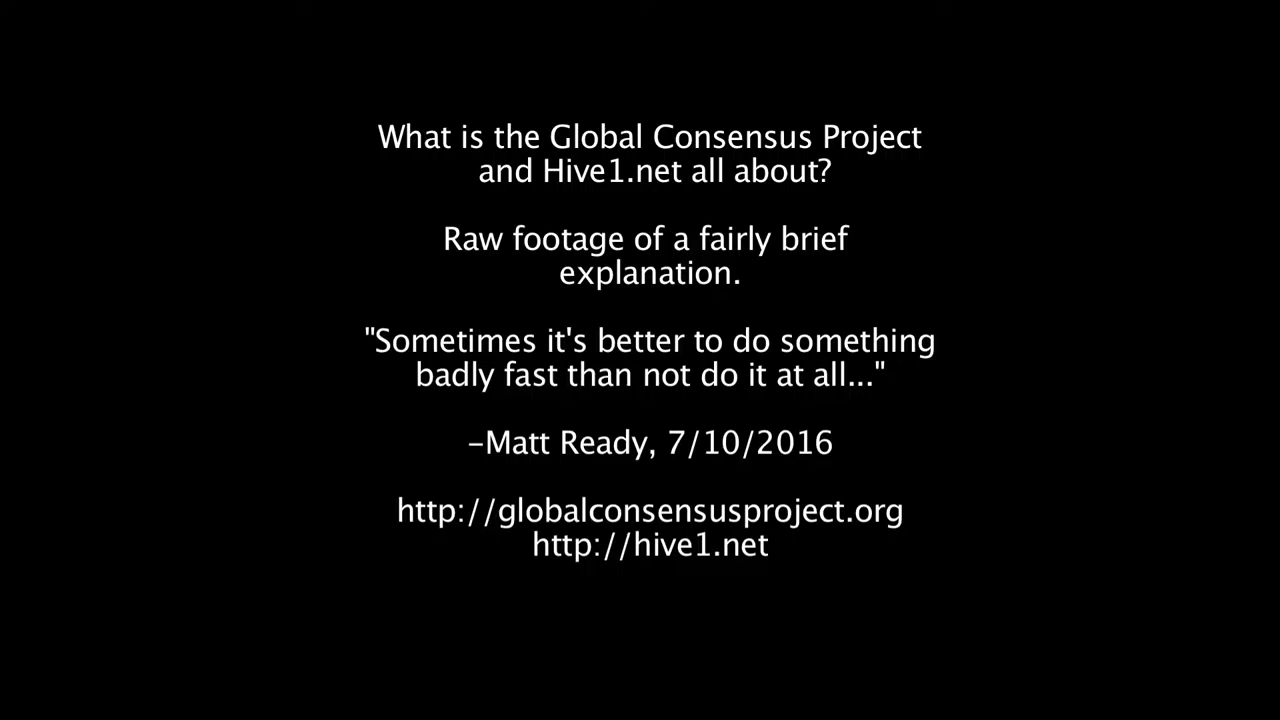 What is the Global Consensus Project
and Hive1.net all about?
Raw footage of a fairly brief
explanation.
"Sometimes it's better to do something
badly fast than not do it at all..."
–Matt Ready, 7/10/2016
http://globalconsensusproject.org
http://hive1.net